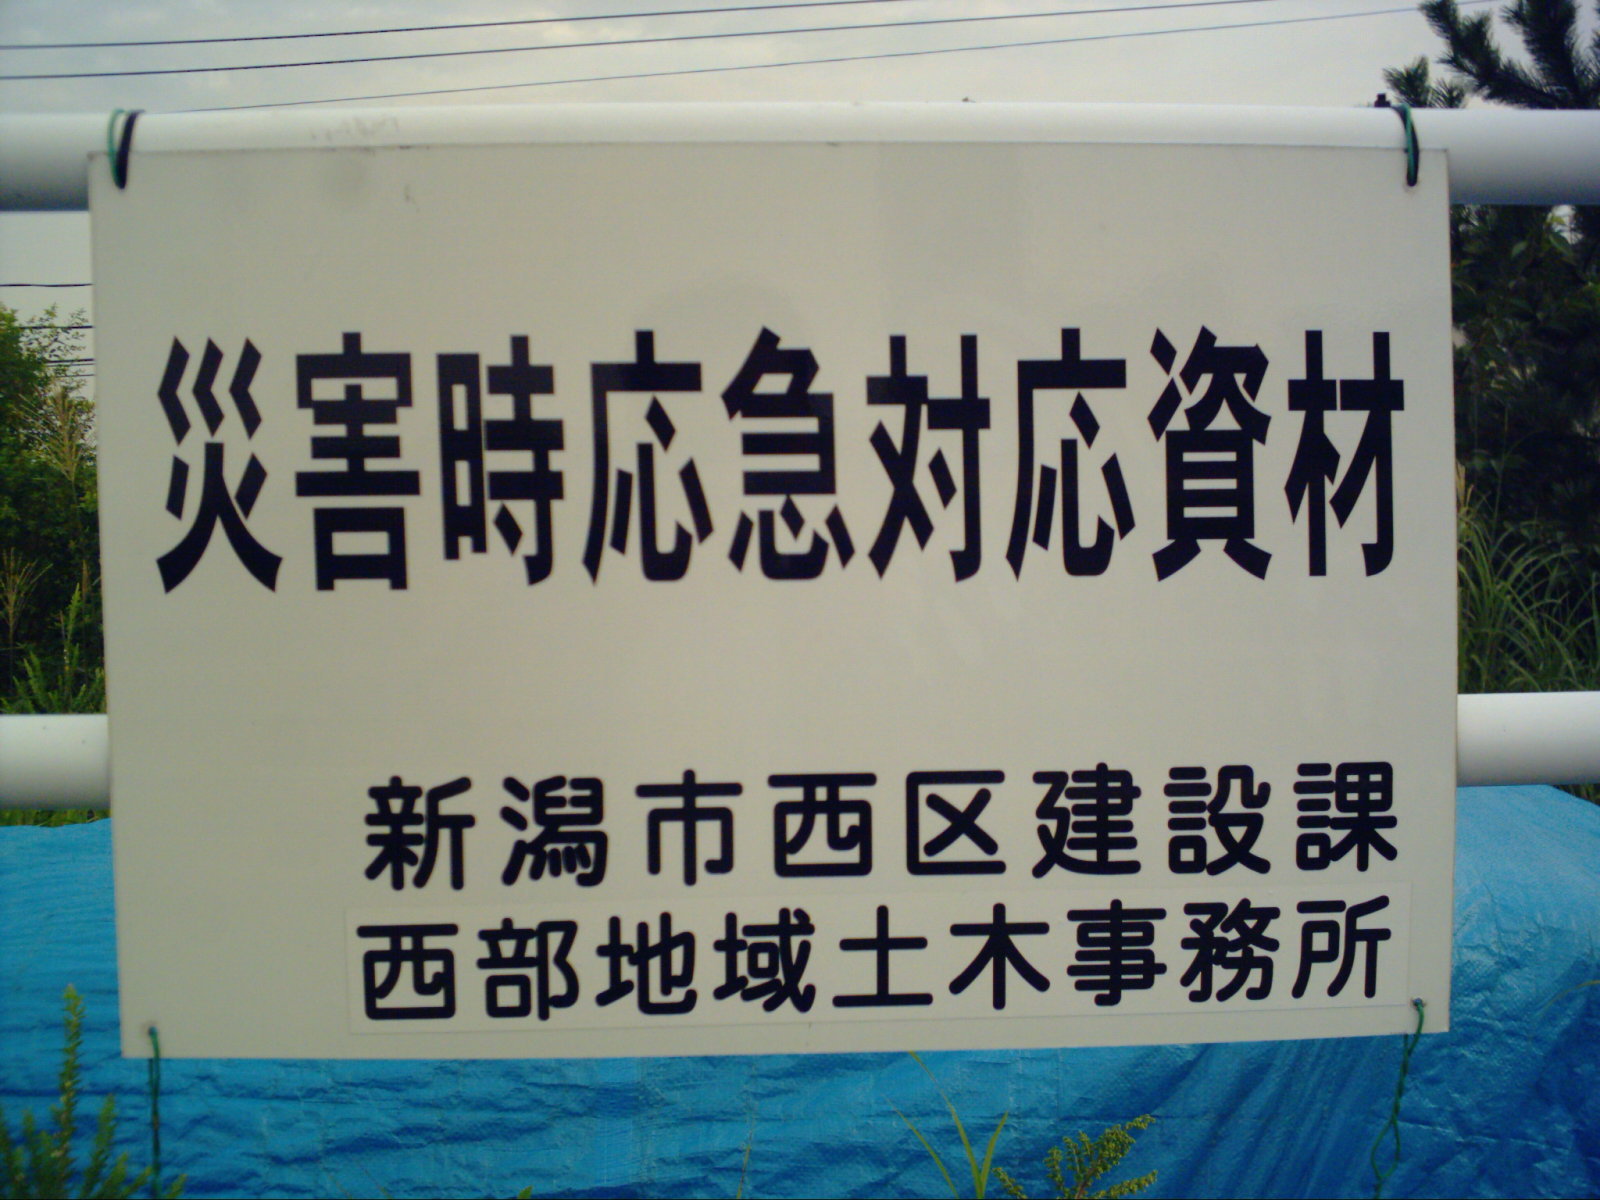 災害時応急対応資材
新潟市西区建設課
西部地域土木事務所